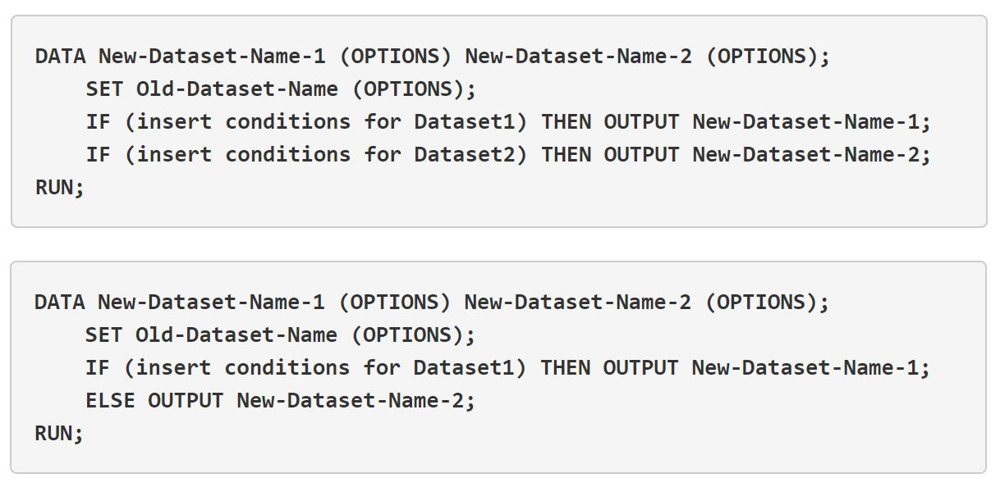 DATA New-Dataset-Name-1 (OPTIONS) New-Dataset-Name-2 (OPTIONS);
    SET Old-Dataset-Name (OPTIONS);
    IF (insert conditions for Dataset1) THEN OUTPUT New-Dataset-Name-1;
    IF (insert conditions for Dataset2) THEN OUTPUT New-Dataset-Name-2;
RUN;
DATA New-Dataset-Name-1 (OPTIONS) New-Dataset-Name-2 (OPTIONS);
    SET Old-Dataset-Name (OPTIONS);
    IF (insert conditions for Dataset1) THEN OUTPUT New-Dataset-Name-1;
    ELSE OUTPUT New-Dataset-Name-2;
RUN;